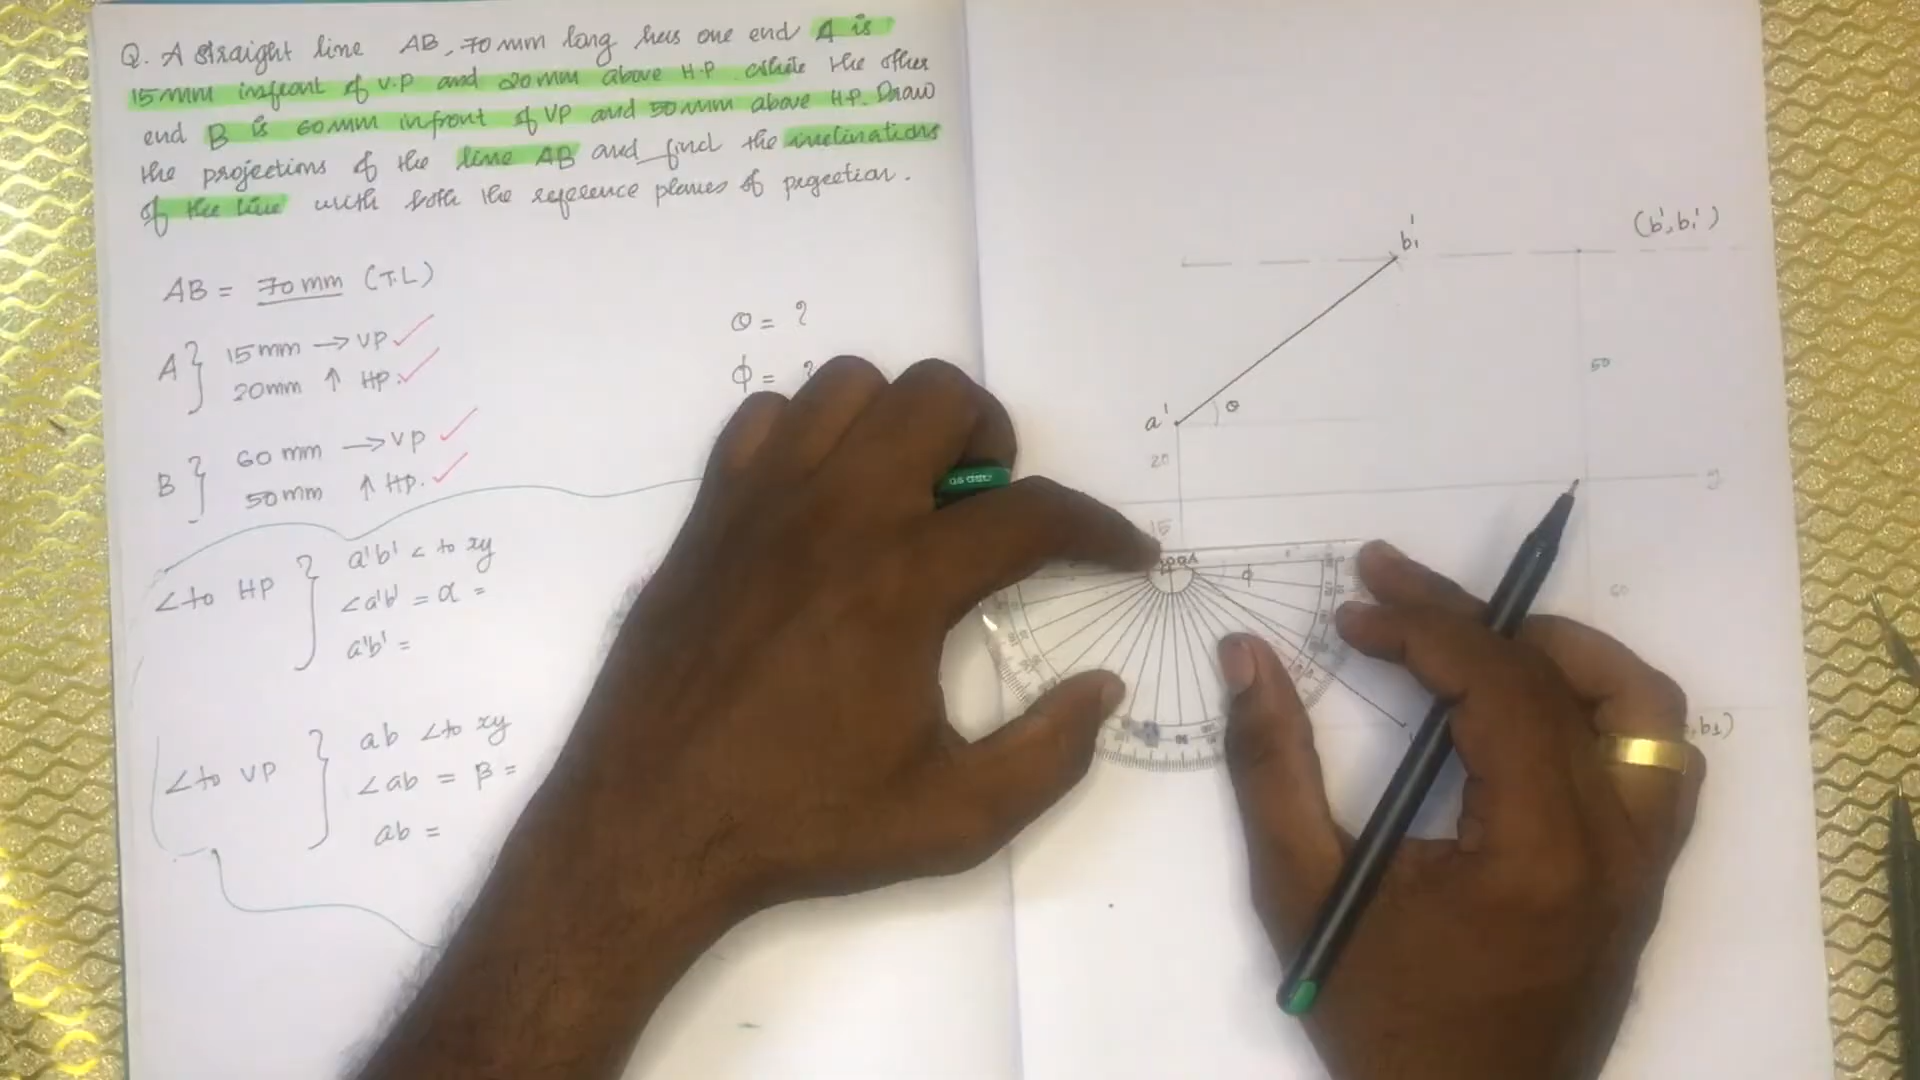 Q. A straight line AB, 70 mm long has one end A is
15 mm infront of V.P and 20 mm above H.P. while the other
end B is 60 mm infront of VP and 50 mm above H.P. Draw
the projections of the line AB and find the inclinations
of the line with both the reference planes of projection.
AB = 70 mm (T.L)
A } 15 mm → VP ✓
20 mm ↑ HP. ✓
B } 60 mm → VP ✓
50 mm ↑ HP. ✓
θ = ?
ϕ = ?
∠ to HP } a'b' ∠ to xy
∠a'b' = α =
a'b' =
∠ to VP } ab ∠ to xy
∠ab = β =
ab =
(b', b₁')
b₁'
50
a' θ
20
y
15
ϕ
60
b1)